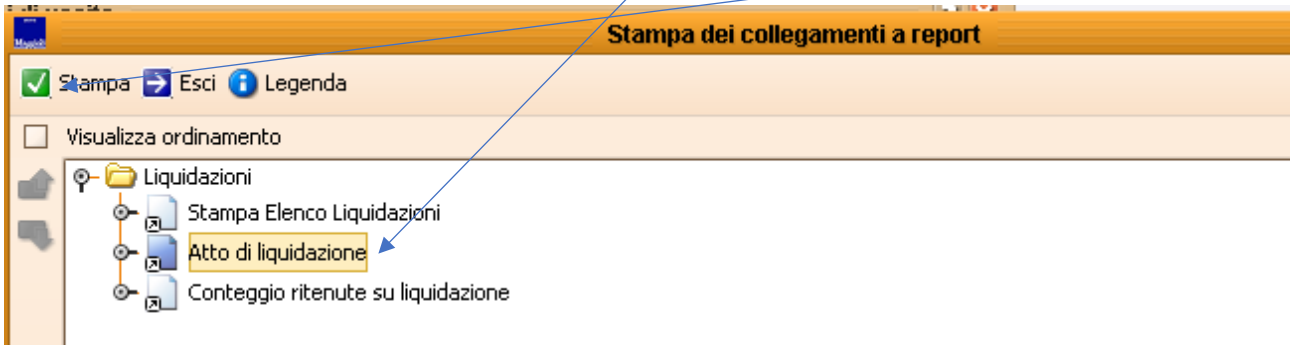 Stampa dei collegamenti a report
Maggioli
Stampa Esci Legenda
Visualizza ordinamento
Liquidazioni
Stampa Elenco Liquidazioni
Atto di liquidazione
Conteggio ritenute su liquidazione